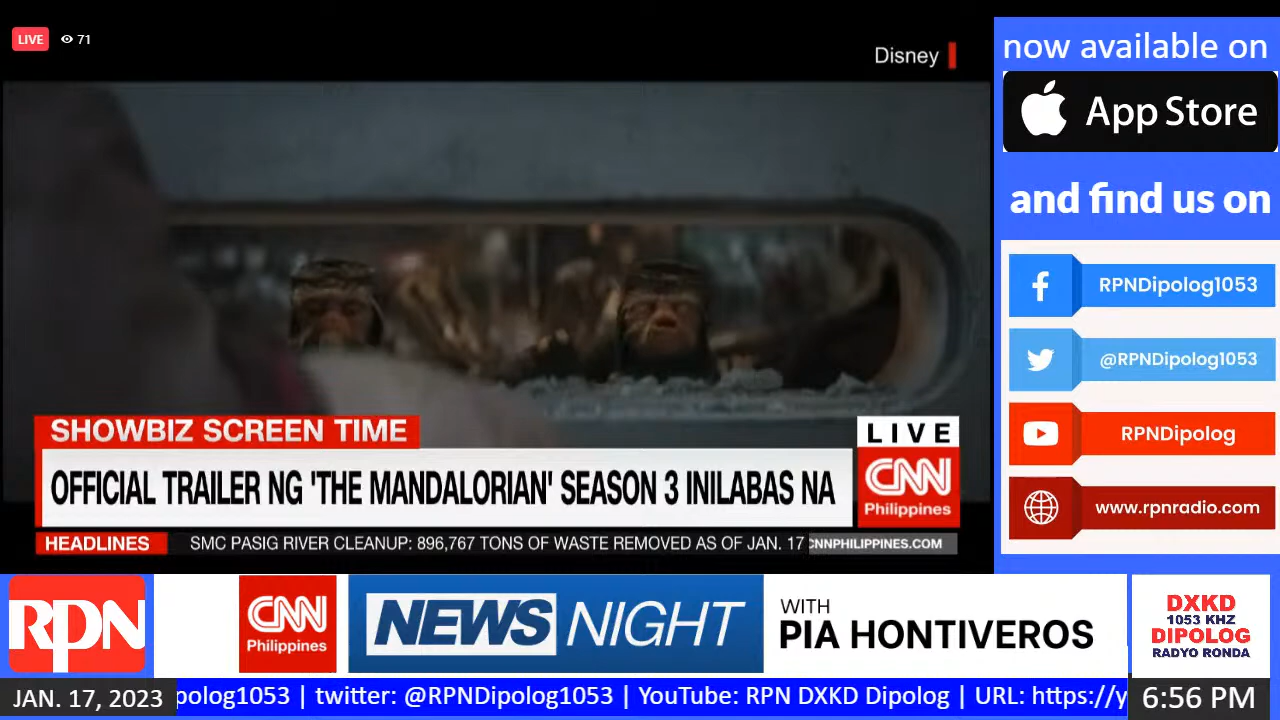 LIVE 71
Disney
now available on
App Store
and find us on
RPNDipolog1053
@RPNDipolog1053
RPNDipolog
www.rpnradio.com
SHOWBIZ SCREEN TIME
OFFICIAL TRAILER NG 'THE MANDALORIAN' SEASON 3 INILABAS NA
LIVE
CNN
Philippines
HEADLINES SMC PASIG RIVER CLEANUP: 896,767 TONS OF WASTE REMOVED AS OF JAN. 17 CNNPHILIPPINES.COM
RPN
CNN
Philippines
NEWS NIGHT
WITH
PIA HONTIVEROS
DXKD
1053 KHZ
DIPOLOG
RADYO RONDA
JAN. 17, 2023 polog1053 | twitter: @RPNDipolog1053 | YouTube: RPN DXKD Dipolog | URL: https://y 6:56 PM